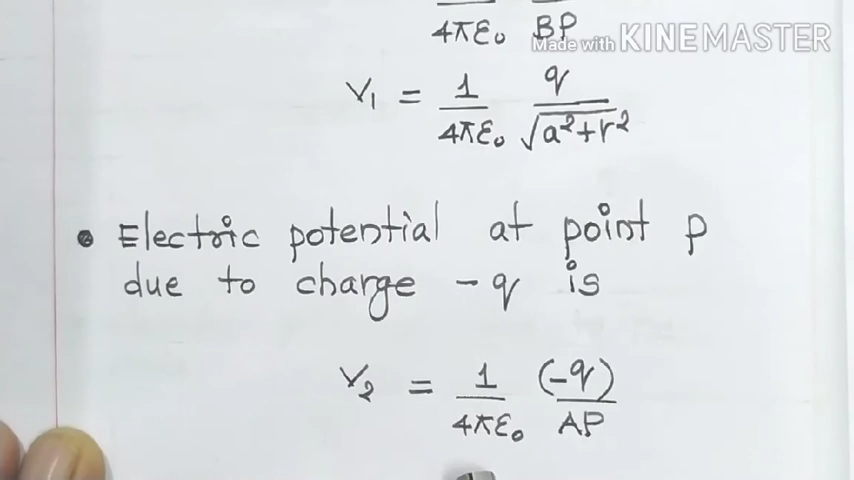 4πε₀ BP
Made with KINEMASTER
V₁ = 1/4πε₀ q/√a²+r²
• Electric potential at point P
due to charge -q is
V₂ = 1/4πε₀ (-q)/AP